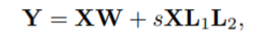 Y = XW + sXL₁L₂,